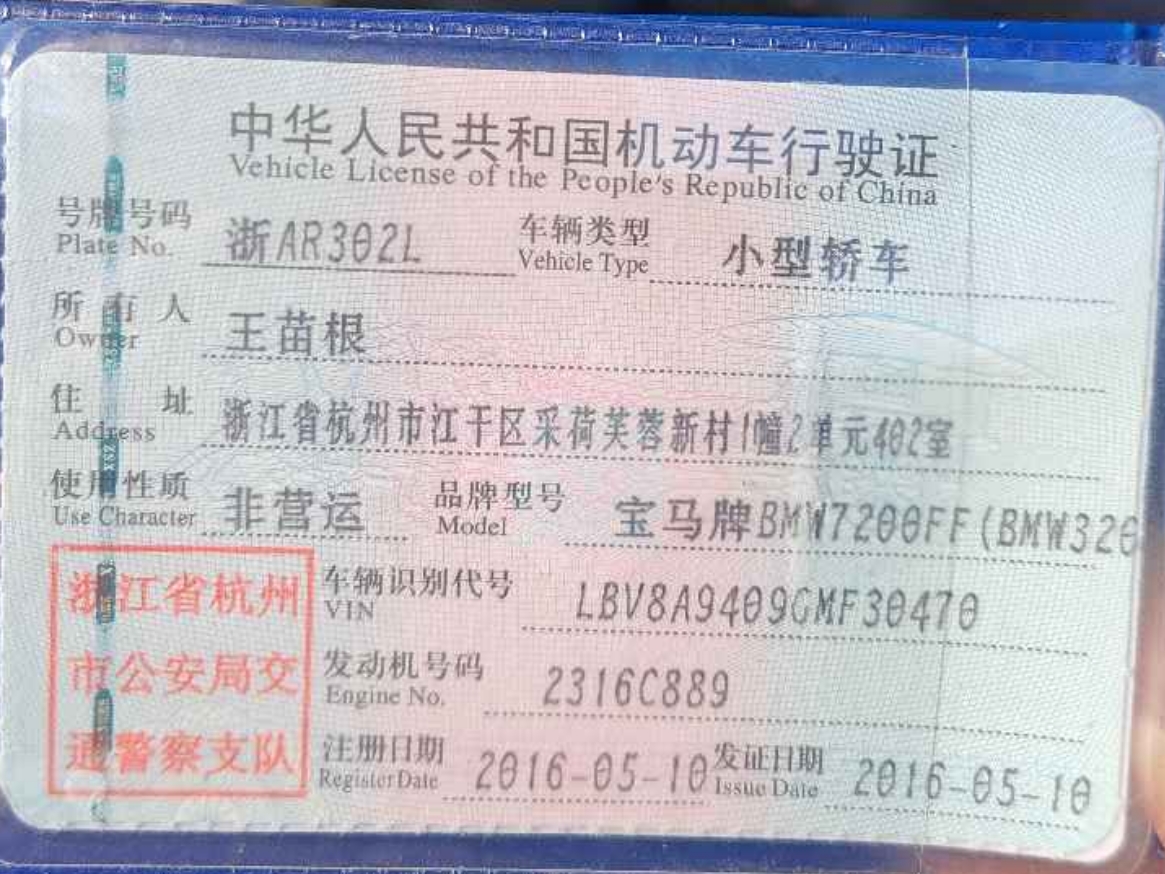 中华人民共和国机动车行驶证
Vehicle License of the People's Republic of China
号牌号码 浙AR302L 车辆类型 小型轿车
Plate No. Vehicle Type
所有人 王苗根
Owner
住址 浙江省杭州市江干区采荷芙蓉新村1幢2单元402室
Address
使用性质 非营运 品牌型号 宝马牌BMW7200FF(BMW320
Use Character Model
浙江省杭州 车辆识别代号 LBV8A9409GMF30470
VIN
市公安局交 发动机号码 2316C889
Engine No.
通警察支队 注册日期 2016-05-10 发证日期 2016-05-10
Register Date Issue Date